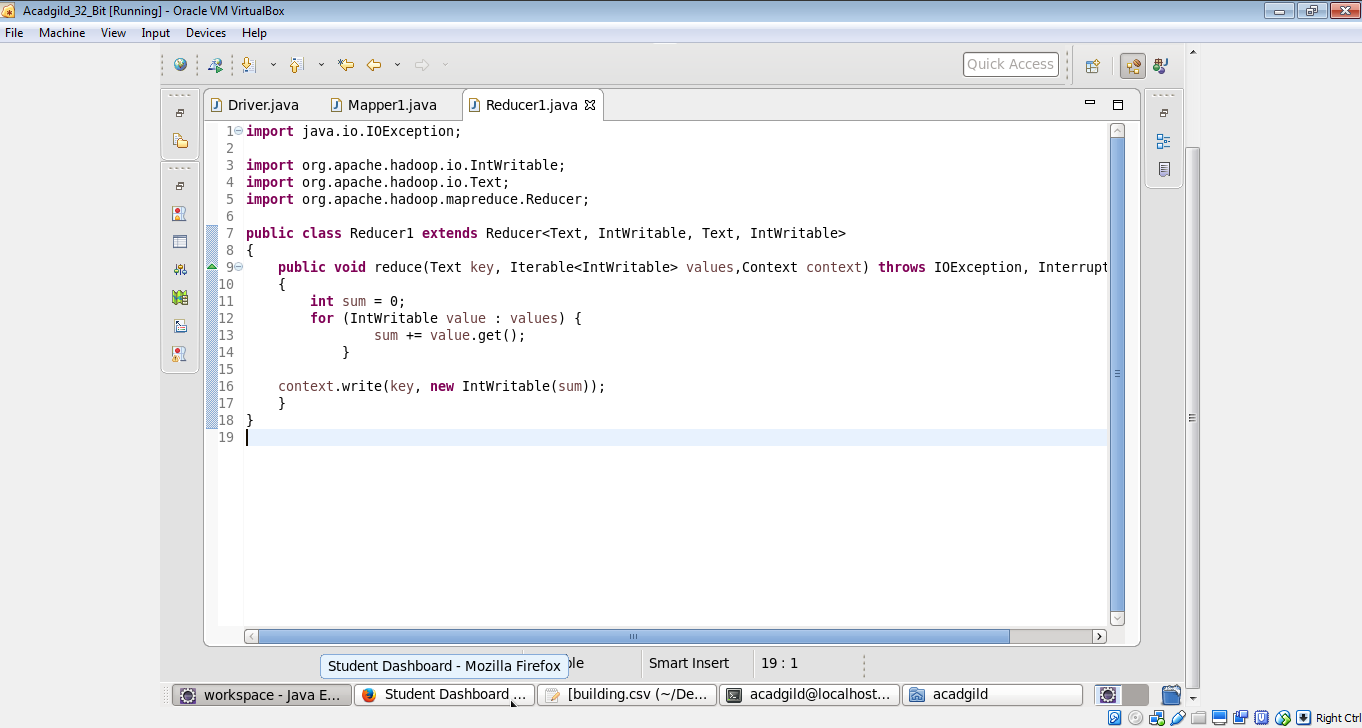 Acadgild_32_Bit [Running] - Oracle VM VirtualBox
File Machine View Input Devices Help
Quick Access
Driver.java Mapper1.java Reducer1.java
1 import java.io.IOException;
2
3 import org.apache.hadoop.io.IntWritable;
4 import org.apache.hadoop.io.Text;
5 import org.apache.hadoop.mapreduce.Reducer;
6
7 public class Reducer1 extends Reducer<Text, IntWritable, Text, IntWritable>
8 {
9 public void reduce(Text key, Iterable<IntWritable> values,Context context) throws IOException, Interrupt
10 {
11 int sum = 0;
12 for (IntWritable value : values) {
13 sum += value.get();
14 }
15
16 context.write(key, new IntWritable(sum));
17 }
18 }
19
Student Dashboard - Mozilla Firefox ble Smart Insert 19 : 1
workspace - Java E... Student Dashboard ... [building.csv (~/De... acadgild@localhost... acadgild
Right Ctrl